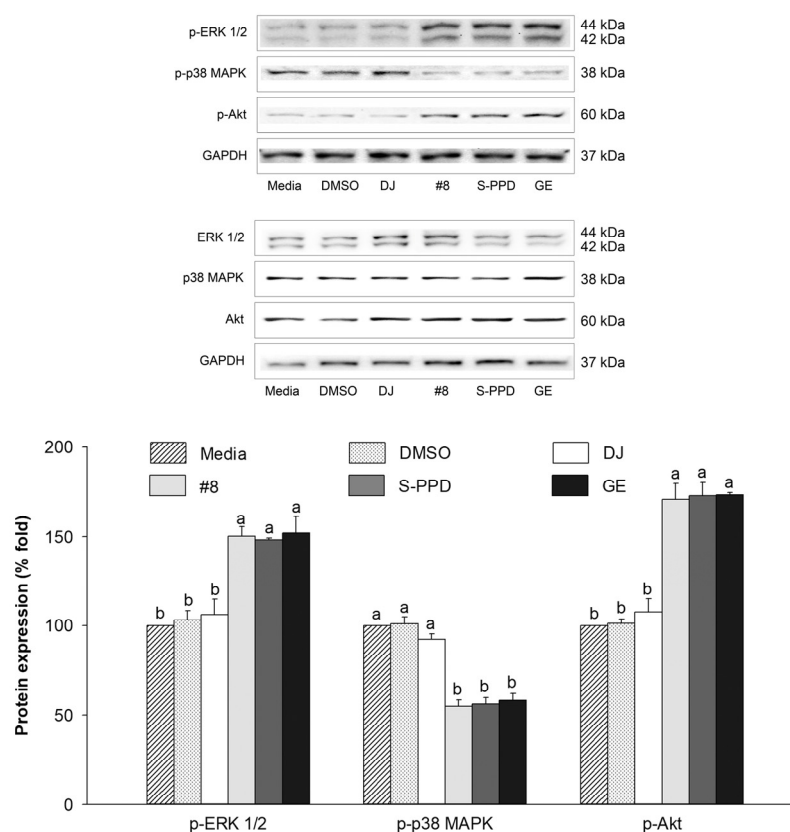 p-ERK 1/2 44 kDa
42 kDa
p-p38 MAPK 38 kDa
p-Akt 60 kDa
GAPDH 37 kDa
Media DMSO DJ #8 S-PPD GE
ERK 1/2 44 kDa
42 kDa
p38 MAPK 38 kDa
Akt 60 kDa
GAPDH 37 kDa
Media DMSO DJ #8 S-PPD GE
Protein expression (% fold)
200
150
100
50
0
Media DMSO DJ
#8 S-PPD GE
b b b a a a
a a a b b b
b b b a a a
p-ERK 1/2 p-p38 MAPK p-Akt